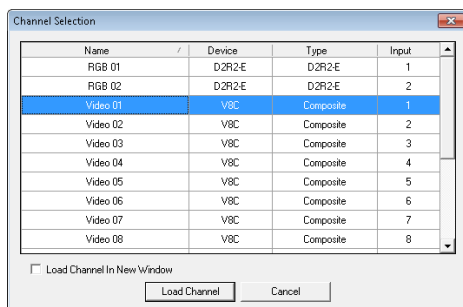 Channel Selection
Name / Device Type Input
RGB 01 D2R2-E D2R2-E 1
RGB 02 D2R2-E D2R2-E 2
Video 01 V8C Composite 1
Video 02 V8C Composite 2
Video 03 V8C Composite 3
Video 04 V8C Composite 4
Video 05 V8C Composite 5
Video 06 V8C Composite 6
Video 07 V8C Composite 7
Video 08 V8C Composite 8
Load Channel In New Window
Load Channel Cancel